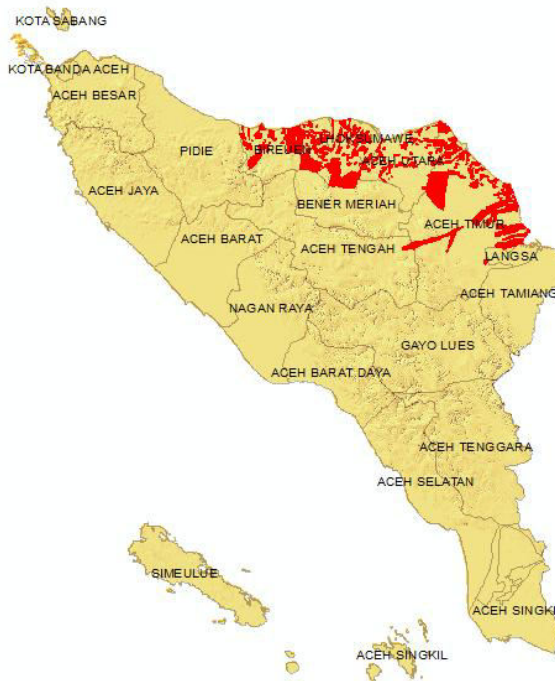 KOTA SABANG
KOTA BANDA ACEH
ACEH BESAR
PIDIE
BIREUEN
LHOKSEUMAWE
ACEH UTARA
ACEH JAYA
BENER MERIAH
ACEH TIMUR
ACEH BARAT
ACEH TENGAH
LANGSA
ACEH TAMIANG
NAGAN RAYA
GAYO LUES
ACEH BARAT DAYA
ACEH TENGGARA
ACEH SELATAN
SIMEULUE
ACEH SINGKI
ACEH SINGKIL